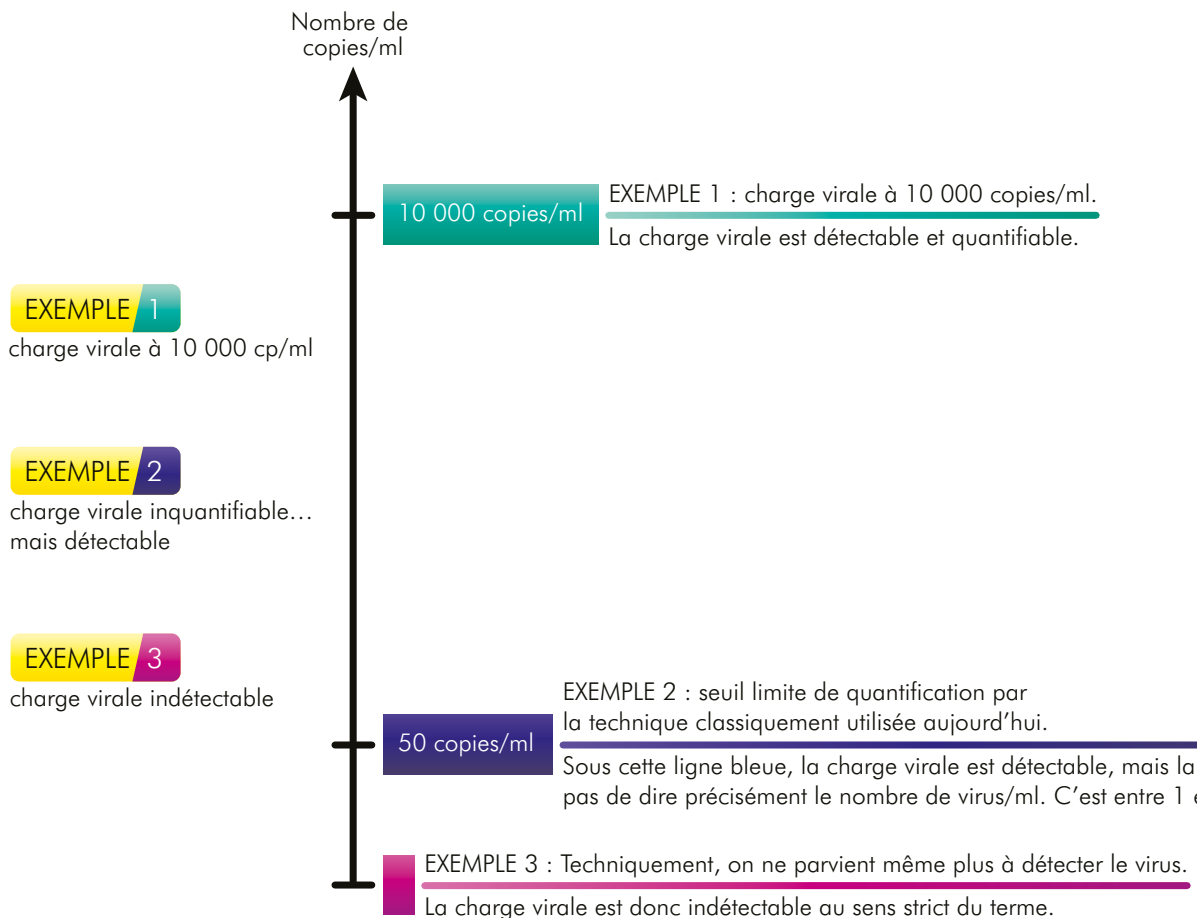 Nombre de
copies/ml
10 000 copies/ml
EXEMPLE 1 : charge virale à 10 000 copies/ml.
La charge virale est détectable et quantifiable.
EXEMPLE 1
charge virale à 10 000 cp/ml
EXEMPLE 2
charge virale inquantifiable…
mais détectable
EXEMPLE 3
charge virale indétectable
50 copies/ml
EXEMPLE 2 : seuil limite de quantification par
la technique classiquement utilisée aujourd’hui.
Sous cette ligne bleue, la charge virale est détectable, mais la
pas de dire précisément le nombre de virus/ml. C’est entre 1
EXEMPLE 3 : Techniquement, on ne parvient même plus à détecter le virus.
La charge virale est donc indétectable au sens strict du terme.